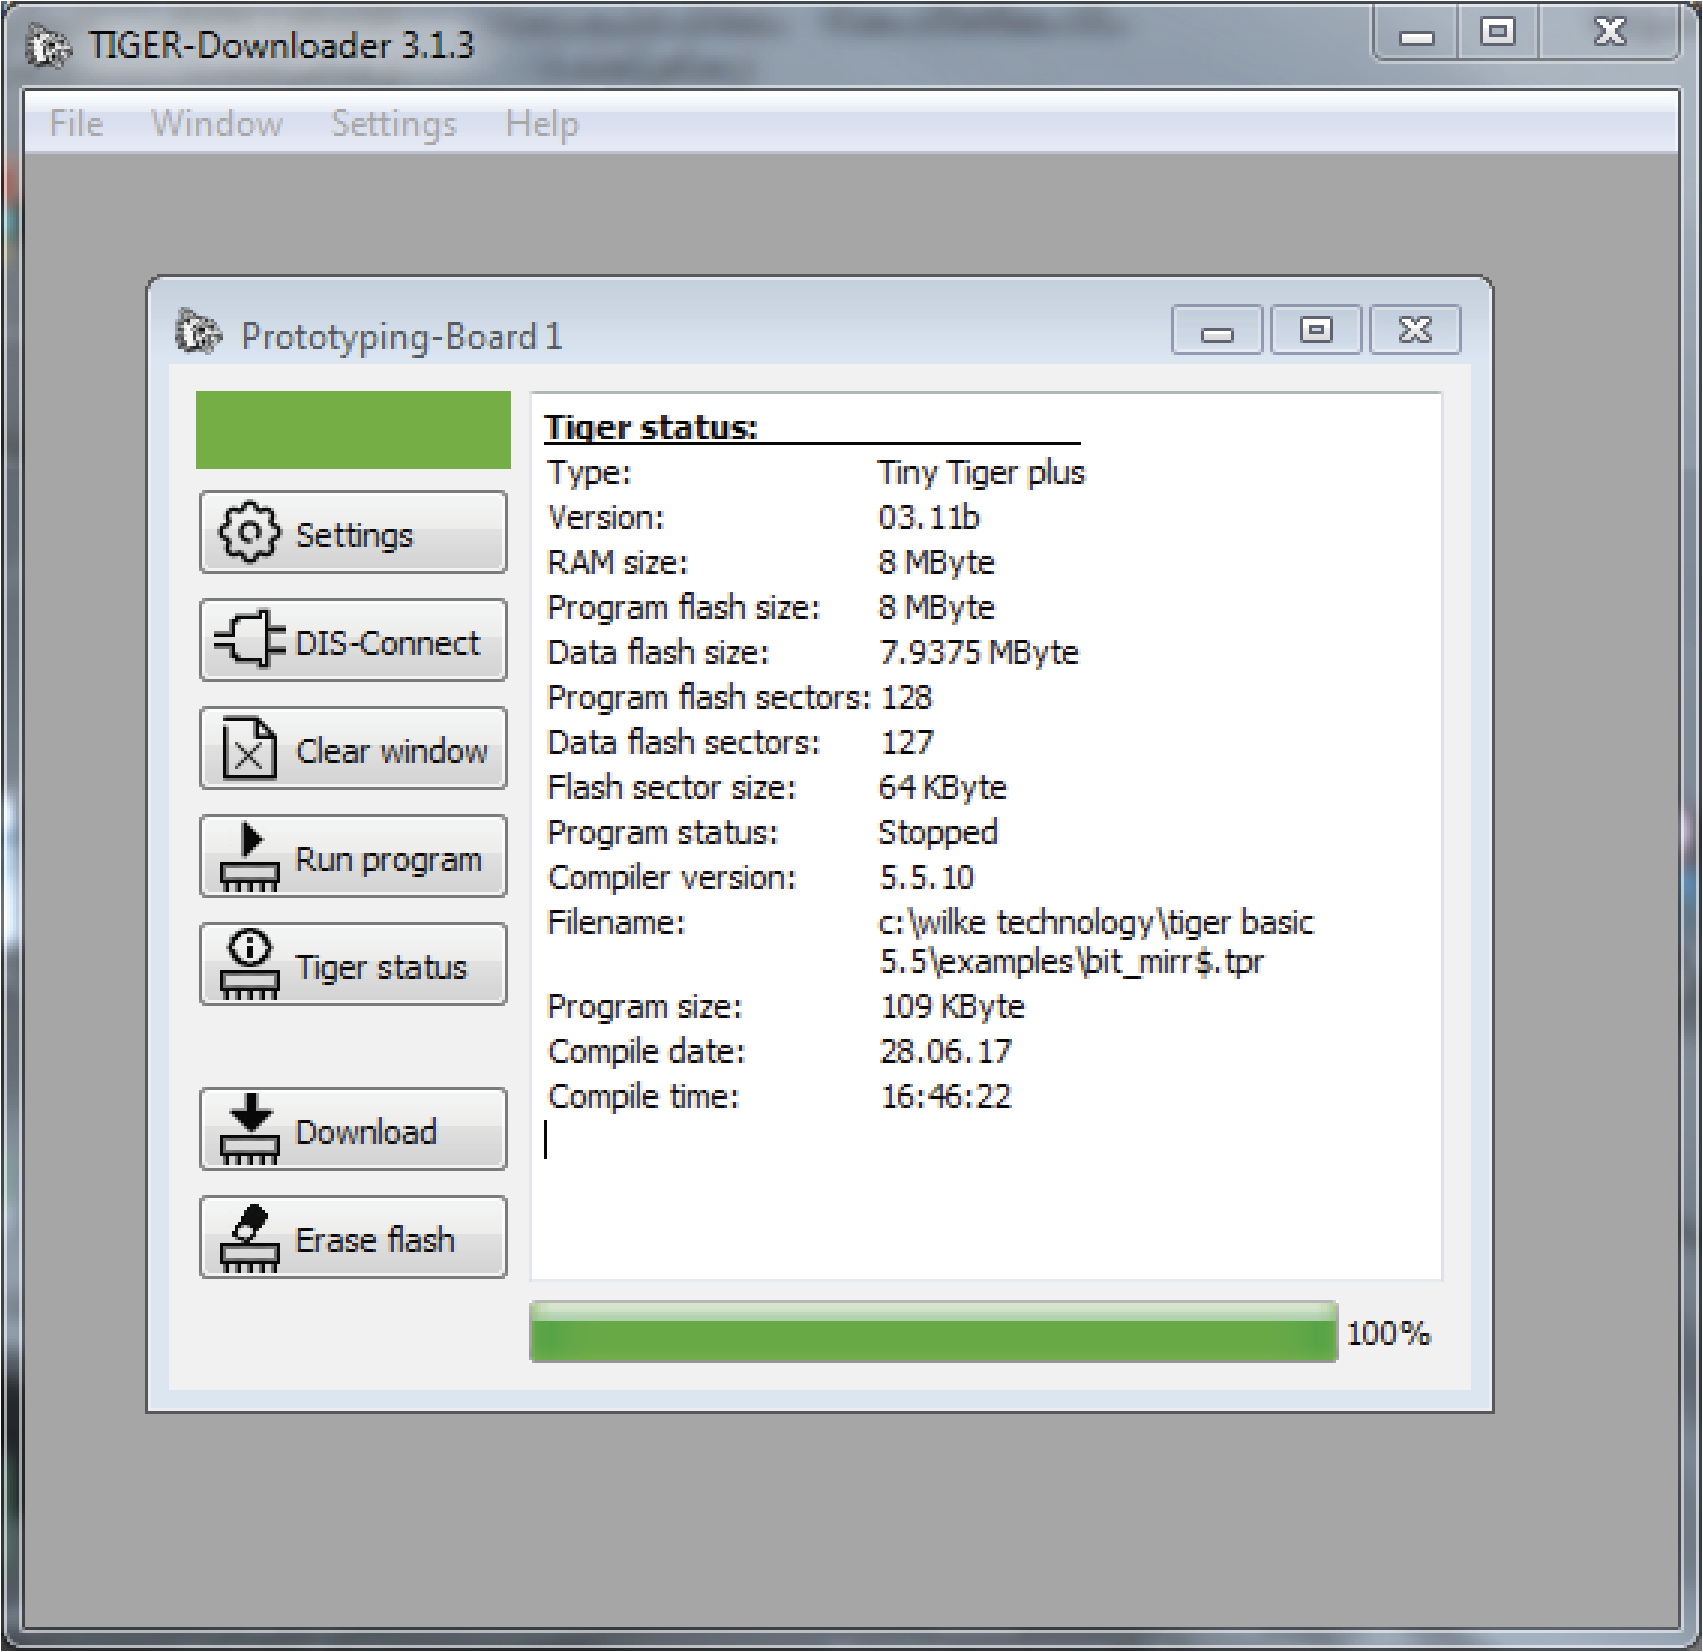 TIGER-Downloader 3.1.3
File Window Settings Help
Prototyping-Board 1
Settings
DIS-Connect
Clear window
Run program
Tiger status
Download
Erase flash
Tiger status:
Type: Tiny Tiger plus
Version: 03.11b
RAM size: 8 MByte
Program flash size: 8 MByte
Data flash size: 7.9375 MByte
Program flash sectors: 128
Data flash sectors: 127
Flash sector size: 64 KByte
Program status: Stopped
Compiler version: 5.5.10
Filename: c:\wilke technology\tiger basic
5.5\examples\bit_mirr$.tpr
Program size: 109 KByte
Compile date: 28.06.17
Compile time: 16:46:22
100%